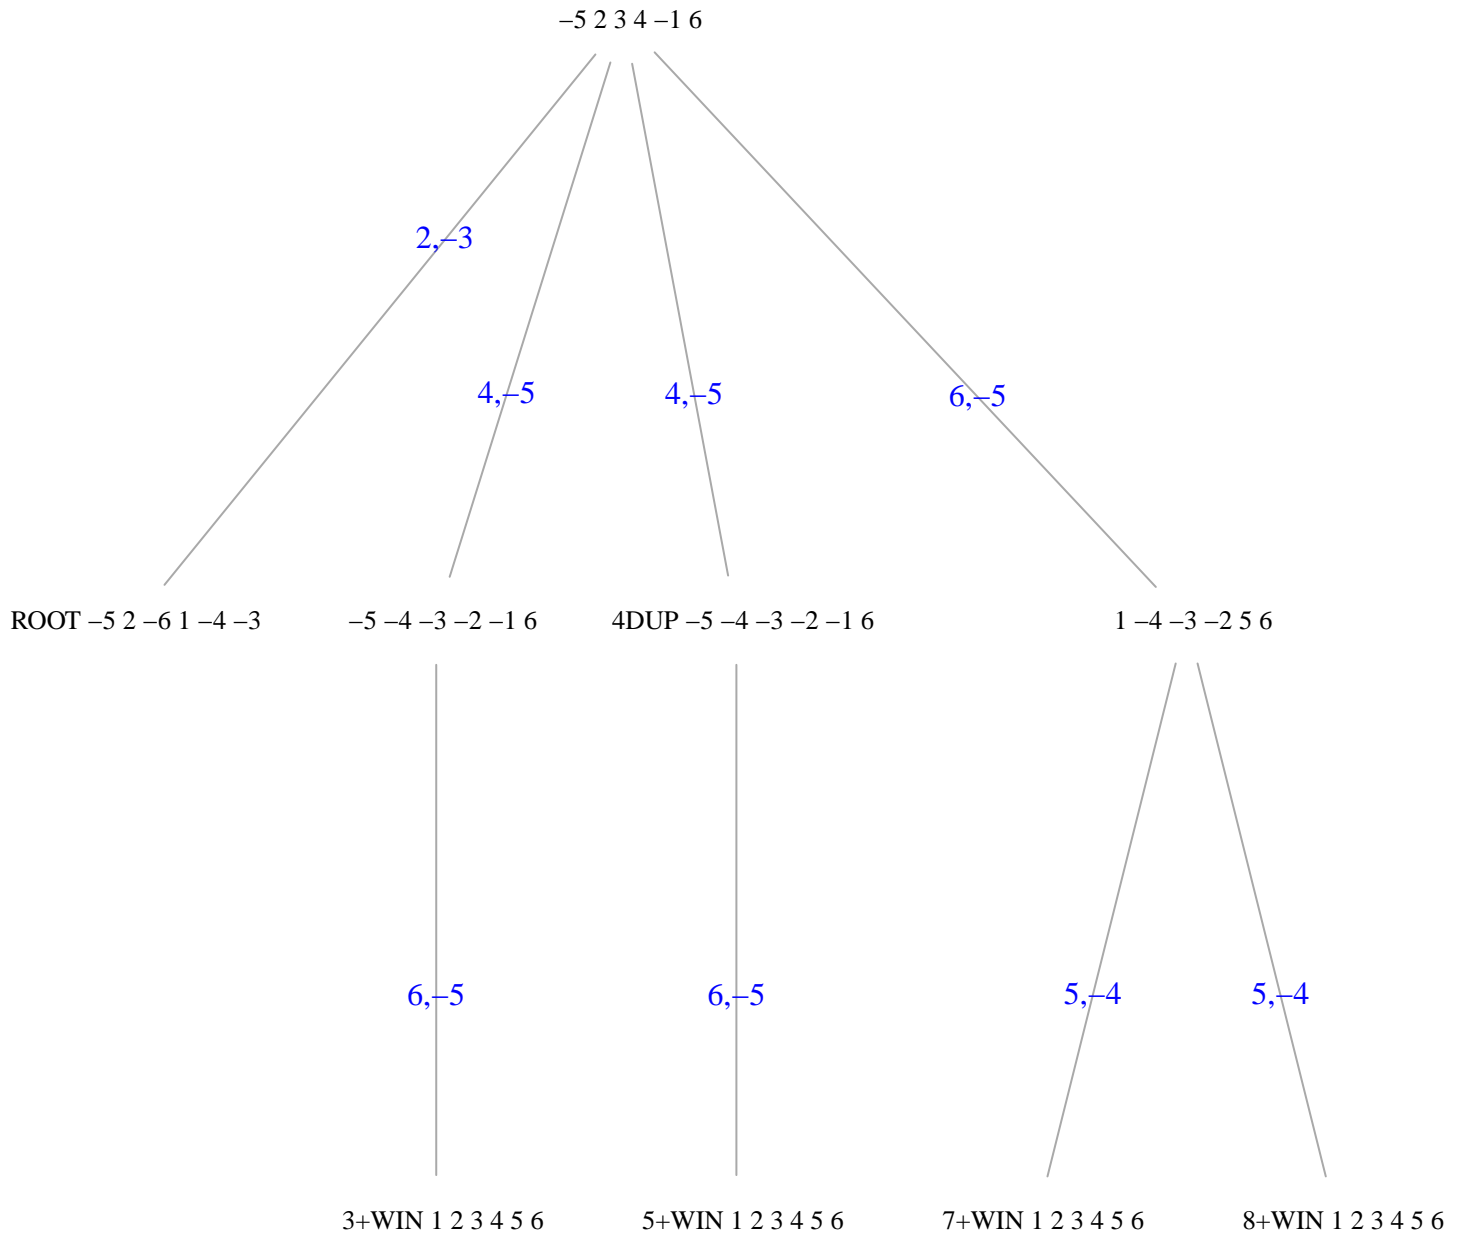 –5 2 3 4 –1 6
2,–3
4,–5
4,–5
6,–5
ROOT –5 2 –6 1 –4 –3
–5 –4 –3 –2 –1 6
4DUP –5 –4 –3 –2 –1 6
1 –4 –3 –2 5 6
6,–5
6,–5
5,–4
5,–4
3+WIN 1 2 3 4 5 6
5+WIN 1 2 3 4 5 6
7+WIN 1 2 3 4 5 6
8+WIN 1 2 3 4 5 6